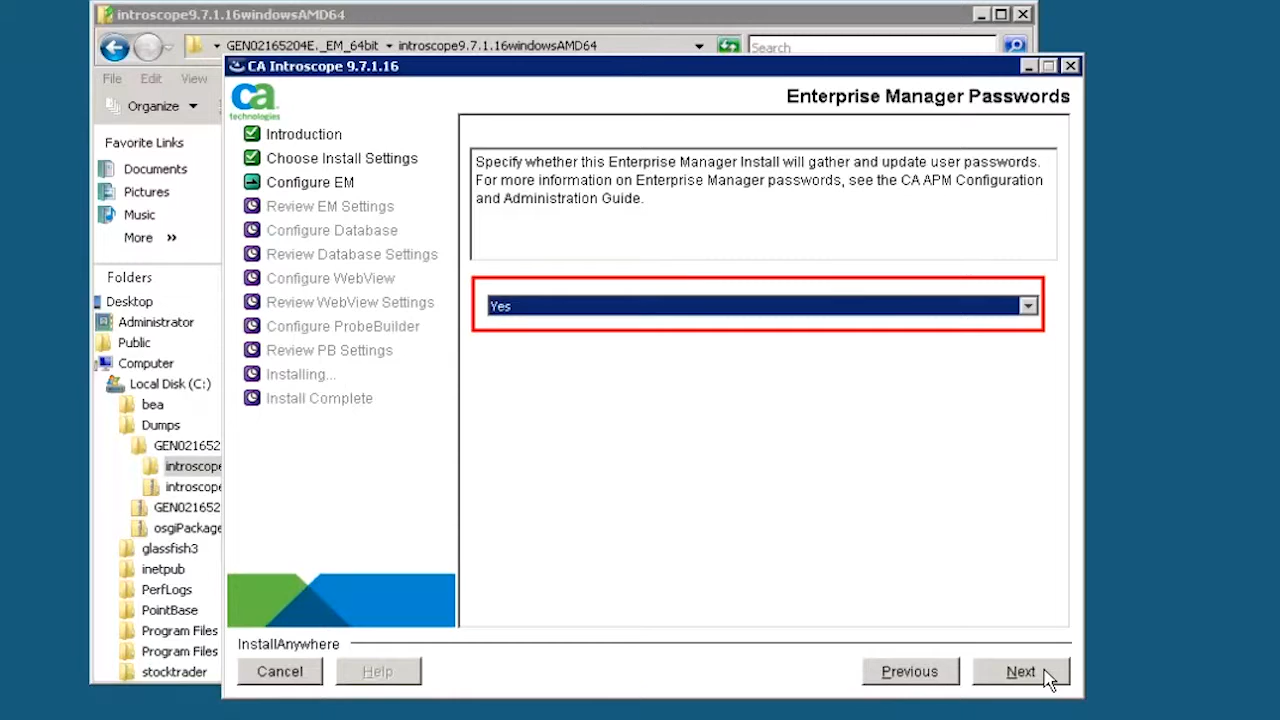 introscope9.7.1.16windowsAMD64
GEN02165204E._EM_64bit
introscope9.7.1.16windowsAMD64
Search
File
Edit
View
Organize
Favorite Links
Documents
Pictures
Music
More »
Folders
Desktop
Administrator
Public
Computer
Local Disk (C:)
bea
Dumps
GEN021652
introscope
introscope
GEN021652
osgiPackage
glassfish3
inetpub
PerfLogs
PointBase
Program Files
Program Files
stocktrader
CA Introscope 9.7.1.16
ca
technologies
Enterprise Manager Passwords
Introduction
Choose Install Settings
Configure EM
Review EM Settings
Configure Database
Review Database Settings
Configure WebView
Review WebView Settings
Configure ProbeBuilder
Review PB Settings
Installing...
Install Complete
Specify whether this Enterprise Manager Install will gather and update user passwords.
For more information on Enterprise Manager passwords, see the CA APM Configuration
and Administration Guide.
Yes
InstallAnywhere
Cancel
Help
Previous
Next